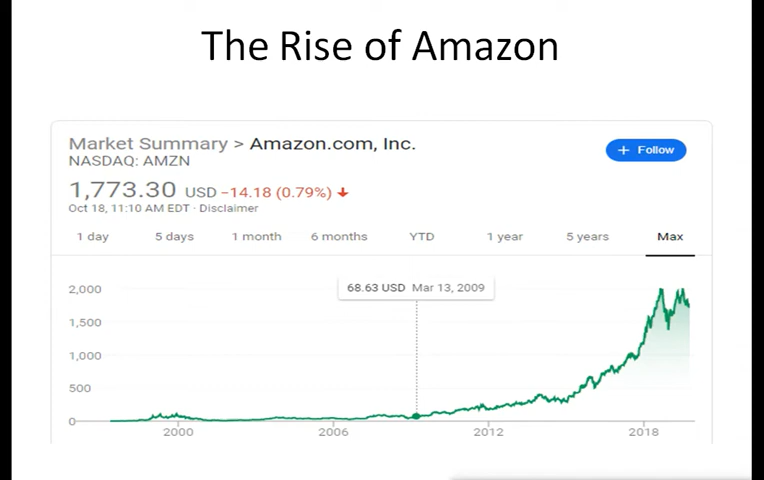 The Rise of Amazon
Market Summary > Amazon.com, Inc.
NASDAQ: AMZN
+ Follow
1,773.30 USD −14.18 (0.79%) ↓
Oct 18, 11:10 AM EDT · Disclaimer
1 day 5 days 1 month 6 months YTD 1 year 5 years Max
68.63 USD Mar 13, 2009
2,000
1,500
1,000
500
0
2000 2006 2012 2018